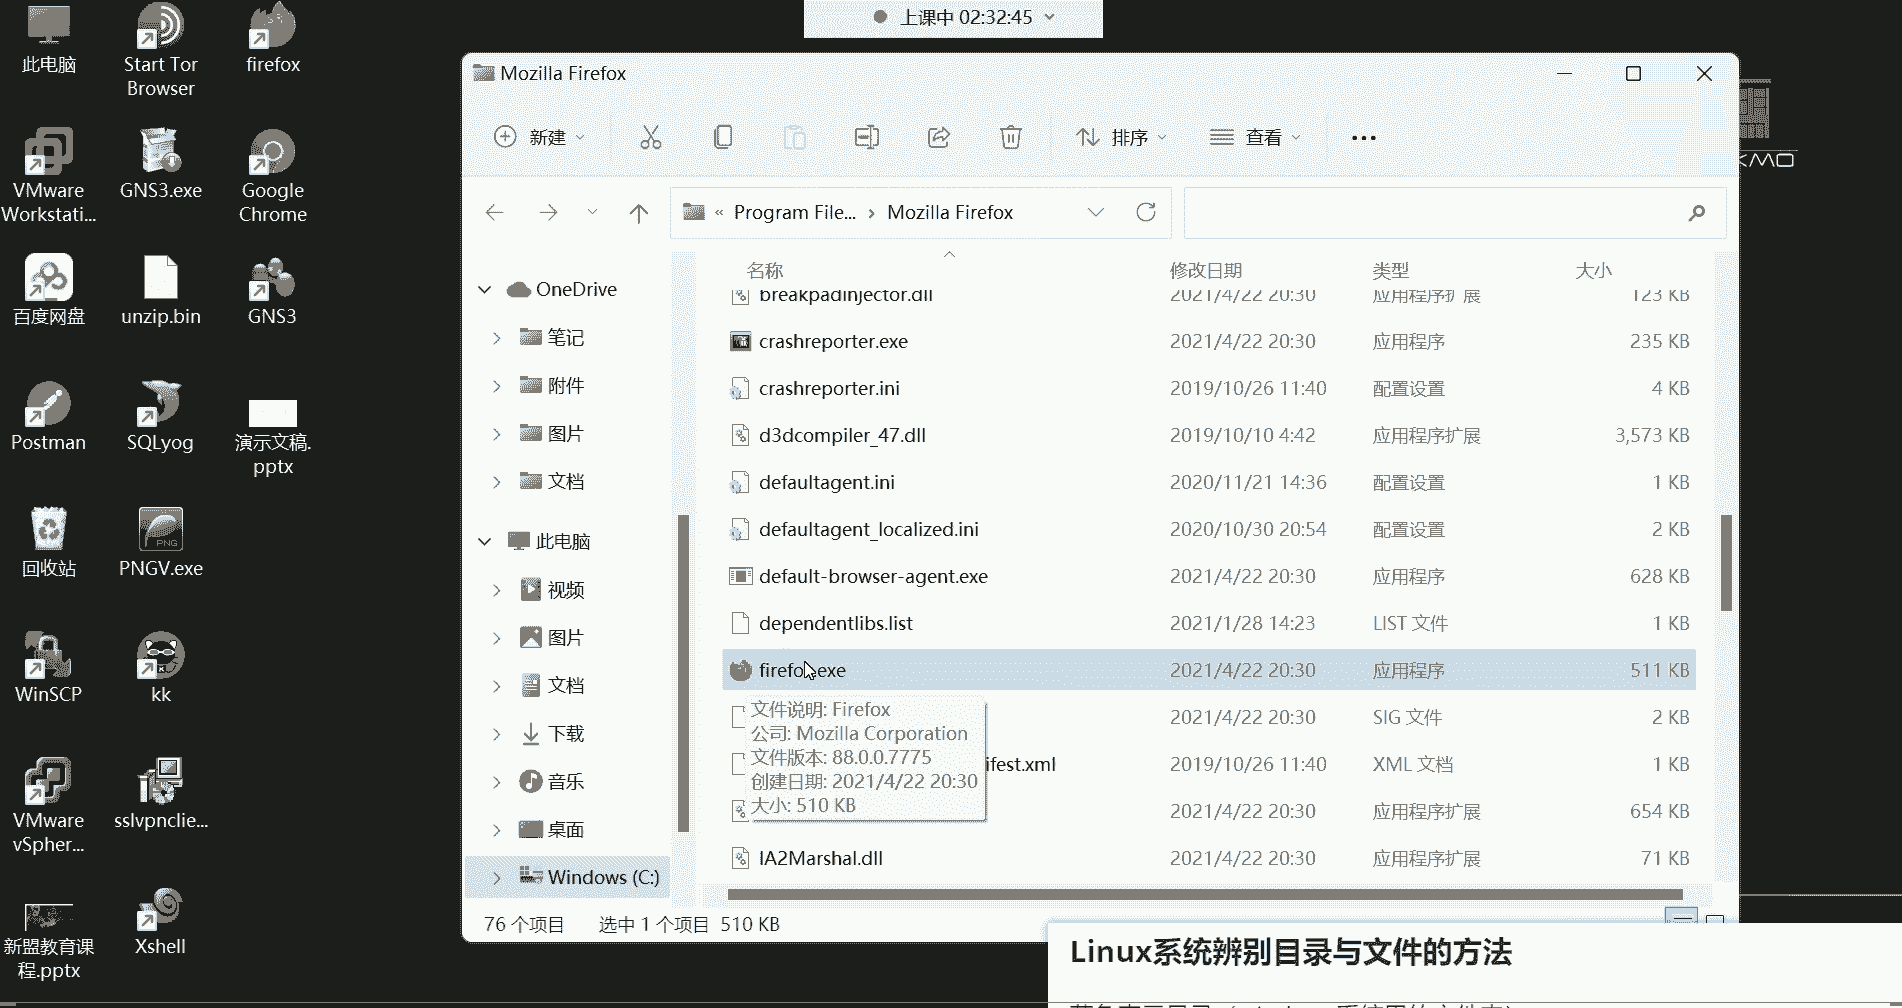 上课中 02:32:45
此电脑
Start Tor
Browser
firefox
VMware
Workstati...
GNS3.exe
Google
Chrome
百度网盘
unzip.bin
GNS3
Postman
SQLyog
演示文稿.
pptx
回收站
PNGV.exe
PNG
WinSCP
kk
VMware
vSpher...
sslvpnclie...
新盟教育课
程.pptx
Xshell
Mozilla Firefox
新建
排序
查看
« Program File... › Mozilla Firefox
OneDrive
笔记
附件
图片
文档
此电脑
视频
图片
文档
下载
音乐
桌面
Windows (C:)
名称 修改日期 类型 大小
breakpadinjector.dll 2021/4/22 20:30 应用程序扩展 123 KB
crashreporter.exe 2021/4/22 20:30 应用程序 235 KB
crashreporter.ini 2019/10/26 11:40 配置设置 4 KB
d3dcompiler_47.dll 2019/10/10 4:42 应用程序扩展 3,573 KB
defaultagent.ini 2020/11/21 14:36 配置设置 1 KB
defaultagent_localized.ini 2020/10/30 20:54 配置设置 2 KB
default-browser-agent.exe 2021/4/22 20:30 应用程序 628 KB
dependentlibs.list 2021/1/28 14:23 LIST 文件 1 KB
firefox.exe 2021/4/22 20:30 应用程序 511 KB
2021/4/22 20:30 SIG 文件 2 KB
ifest.xml 2019/10/26 11:40 XML 文档 1 KB
2021/4/22 20:30 应用程序扩展 654 KB
IA2Marshal.dll 2021/4/22 20:30 应用程序扩展 71 KB
文件说明: Firefox
公司: Mozilla Corporation
文件版本: 88.0.0.7775
创建日期: 2021/4/22 20:30
大小: 510 KB
76 个项目 选中 1 个项目 510 KB
Linux系统辨别目录与文件的方法